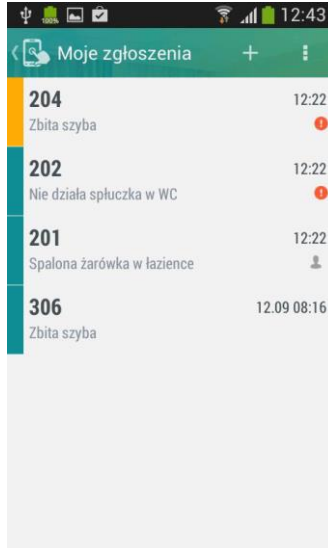 100% 12:43
Moje zgłoszenia
204 12:22
Zbita szyba
202 12:22
Nie działa spłuczka w WC
201 12:22
Spalona żarówka w łazience
306 12.09 08:16
Zbita szyba